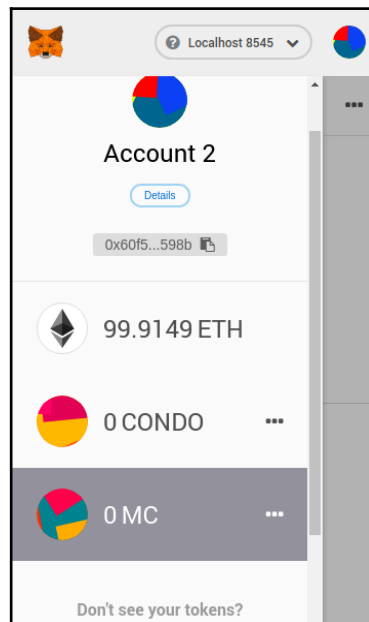 Localhost 8545
Account 2
Details
0x60f5...598b
99.9149 ETH
0 CONDO
0 MC
Don't see your tokens?